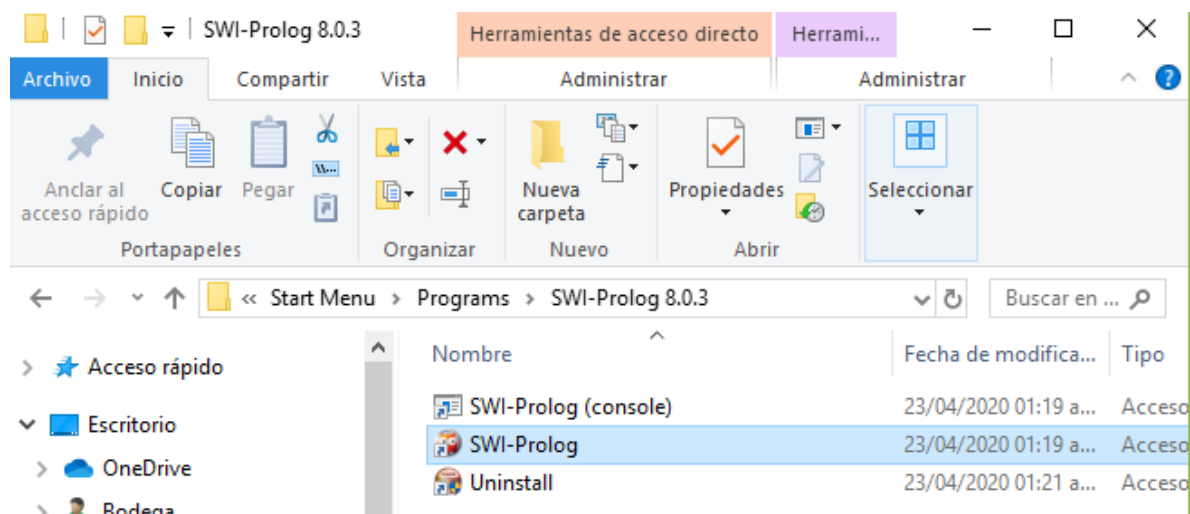 SWI-Prolog 8.0.3 Herramientas de acceso directo Herrami...
Archivo Inicio Compartir Vista Administrar Administrar
Anclar al acceso rápido
Copiar
Pegar
Nueva carpeta
Propiedades
Seleccionar
Portapapeles Organizar Nuevo Abrir
« Start Menu > Programs > SWI-Prolog 8.0.3 Buscar en ...
Nombre Fecha de modifica... Tipo
Acceso rápido
SWI-Prolog (console) 23/04/2020 01:19 a... Acceso
Escritorio
SWI-Prolog 23/04/2020 01:19 a... Acceso
OneDrive
Uninstall 23/04/2020 01:21 a... Acceso
Bodega